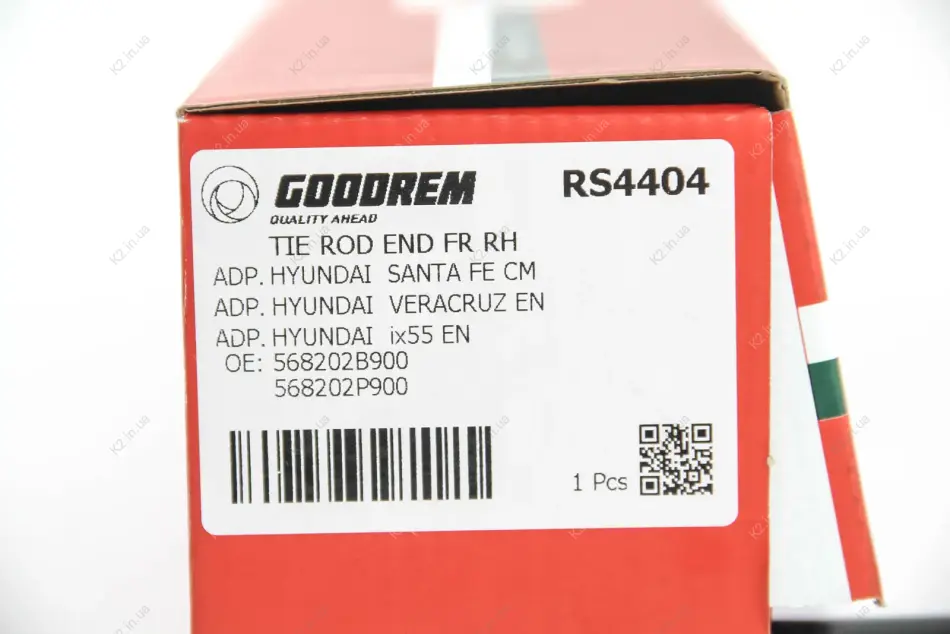 GOODREM
QUALITY AHEAD
RS4404
TIE ROD END FR RH
ADP. HYUNDAI SANTA FE CM
ADP. HYUNDAI VERACRUZ EN
ADP. HYUNDAI ix55 EN
OE: 568202B900
568202P900
1 Pcs
K2.in.ua